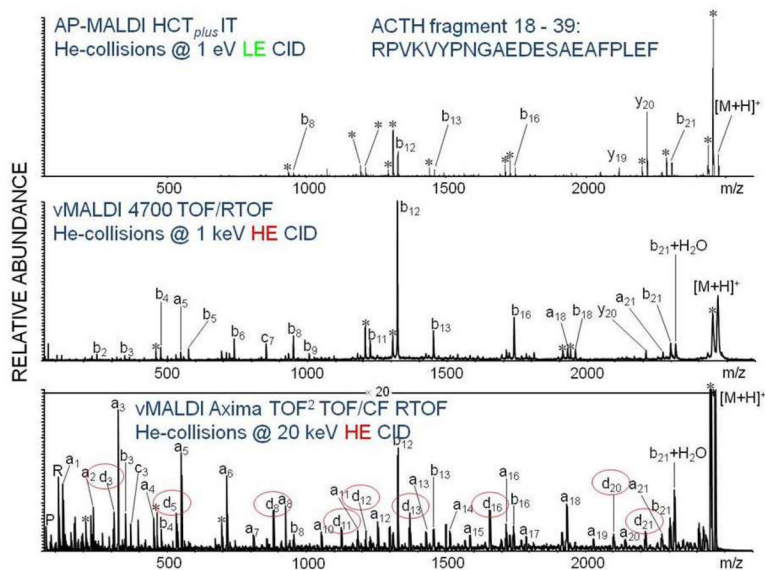 AP-MALDI HCTplus IT
He-collisions @ 1 eV LE CID
ACTH fragment 18 - 39:
RPVKVYPNGAEDESAEAFPLEF
* b8 * * * b12 * b13 * b16 y19 * y20 * b21 * * [M+H]+
500 1000 1500 2000 m/z
vMALDI 4700 TOF/RTOF
He-collisions @ 1 keV HE CID
b2 b3 * b4 a5 b5 b6 c7 b8 b9 * b11 * b12 b13 b16 a18 * * b18 y20 a21 b21 b21+H2O * [M+H]+
500 1000 1500 2000 m/z
RELATIVE ABUNDANCE
× 20
vMALDI Axima TOF2 TOF/CF RTOF
He-collisions @ 20 keV HE CID
P R a1 * a2 d3 a3 b3 c3 a4 * b4 d5 a5 * a6 a7 d8 a9 b8 a10 d11 a11 d12 a12 b12 d13 a13 b13 a14 a15 d16 a16 b16 a17 a18 a19 d20 a20 d21 a21 b21 b21+H2O * [M+H]+
500 1000 1500 2000 m/z